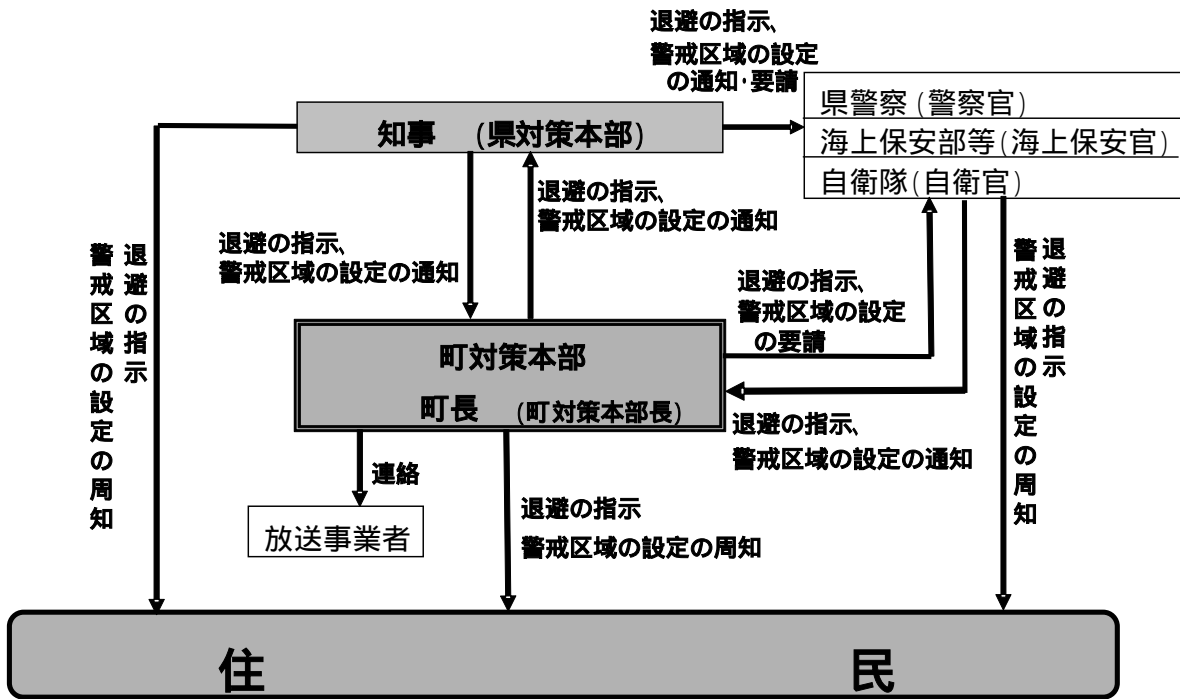 退避の指示、
警戒区域の設定
の通知・要請
県警察(警察官)
海上保安部等(海上保安官)
自衛隊(自衛官)
知事 (県対策本部)
退避の指示、
警戒区域の設定の通知
退避の指示、
警戒区域の設定の通知
退避の指示
警戒区域の設定の周知
退避の指示、
警戒区域の設定
の要請
退避の指示
警戒区域の設定の周知
町対策本部
町長 (町対策本部長)
退避の指示、
警戒区域の設定の通知
連絡
放送事業者
退避の指示
警戒区域の設定の周知
住民